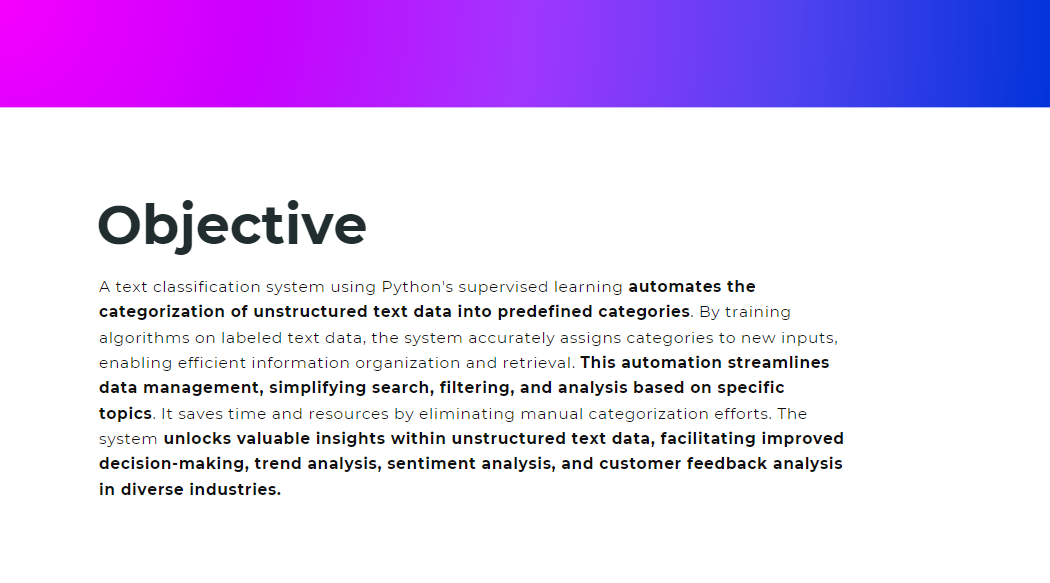 Objective
A text classification system using Python's supervised learning automates the
categorization of unstructured text data into predefined categories. By training
algorithms on labeled text data, the system accurately assigns categories to new inputs,
enabling efficient information organization and retrieval. This automation streamlines
data management, simplifying search, filtering, and analysis based on specific
topics. It saves time and resources by eliminating manual categorization efforts. The
system unlocks valuable insights within unstructured text data, facilitating improved
decision-making, trend analysis, sentiment analysis, and customer feedback analysis
in diverse industries.